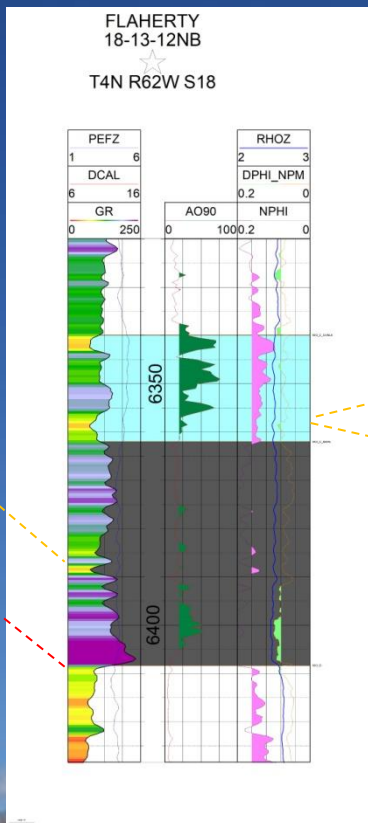 FLAHERTY
18-13-12NB
T4N R62W S18
PEFZ
1 6
DCAL
6 16
GR
0 250
AO90
0 100
RHOZ
2 3
DPHI_NPM
0.2 0
NPHI
0.2 0
6350
6400